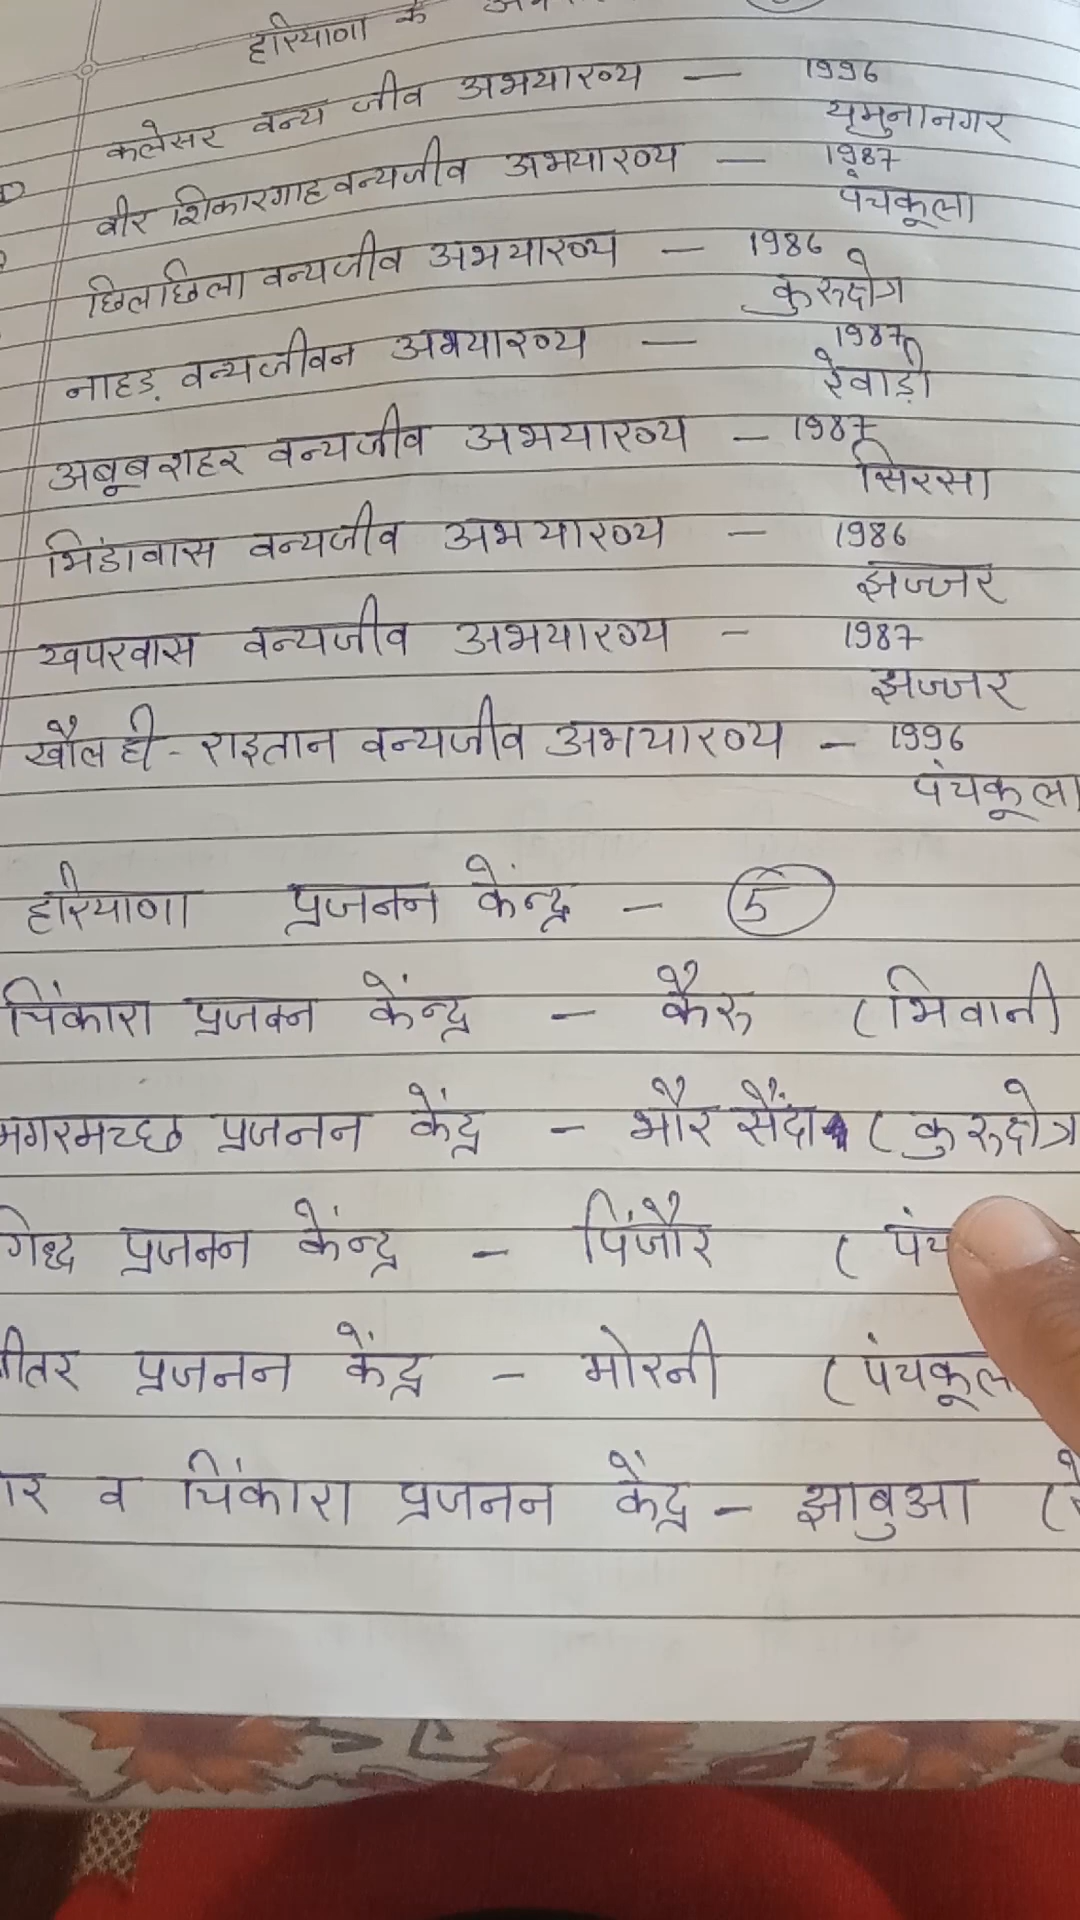 हरियाणा के
कलेसर वन्य जीव अभयारण्य — 1996
यमुनानगर
वीर शिकारगाह वन्यजीव अभयारण्य — 1987
पंचकूला
छिलछिला वन्यजीव अभयारण्य — 1986
कुरुक्षेत्र
नाहड़ वन्यजीवन अभयारण्य — 1987
रेवाड़ी
अबूबशहर वन्यजीव अभयारण्य — 1987
सिरसा
भिंडावास वन्यजीव अभयारण्य — 1986
झज्जर
खपरवास वन्यजीव अभयारण्य - 1987
झज्जर
खौल ही - राइतान वन्यजीव अभयारण्य — 1996
पंचकूला
हरियाणा प्रजनन केंन्द्र — 5
चिंकारा प्रजनन केंन्द्र — कैरु (भिवानी
मगरमच्छ प्रजनन केंद्र — भौर सैंदा (कुरुक्षेत्र
गिद्ध प्रजनन केंन्द्र — पिंजौर (पंच
तीतर प्रजनन केंद्र — मोरनी (पंचकूल
व चिंकारा प्रजनन केंद्र — झाबुआ (